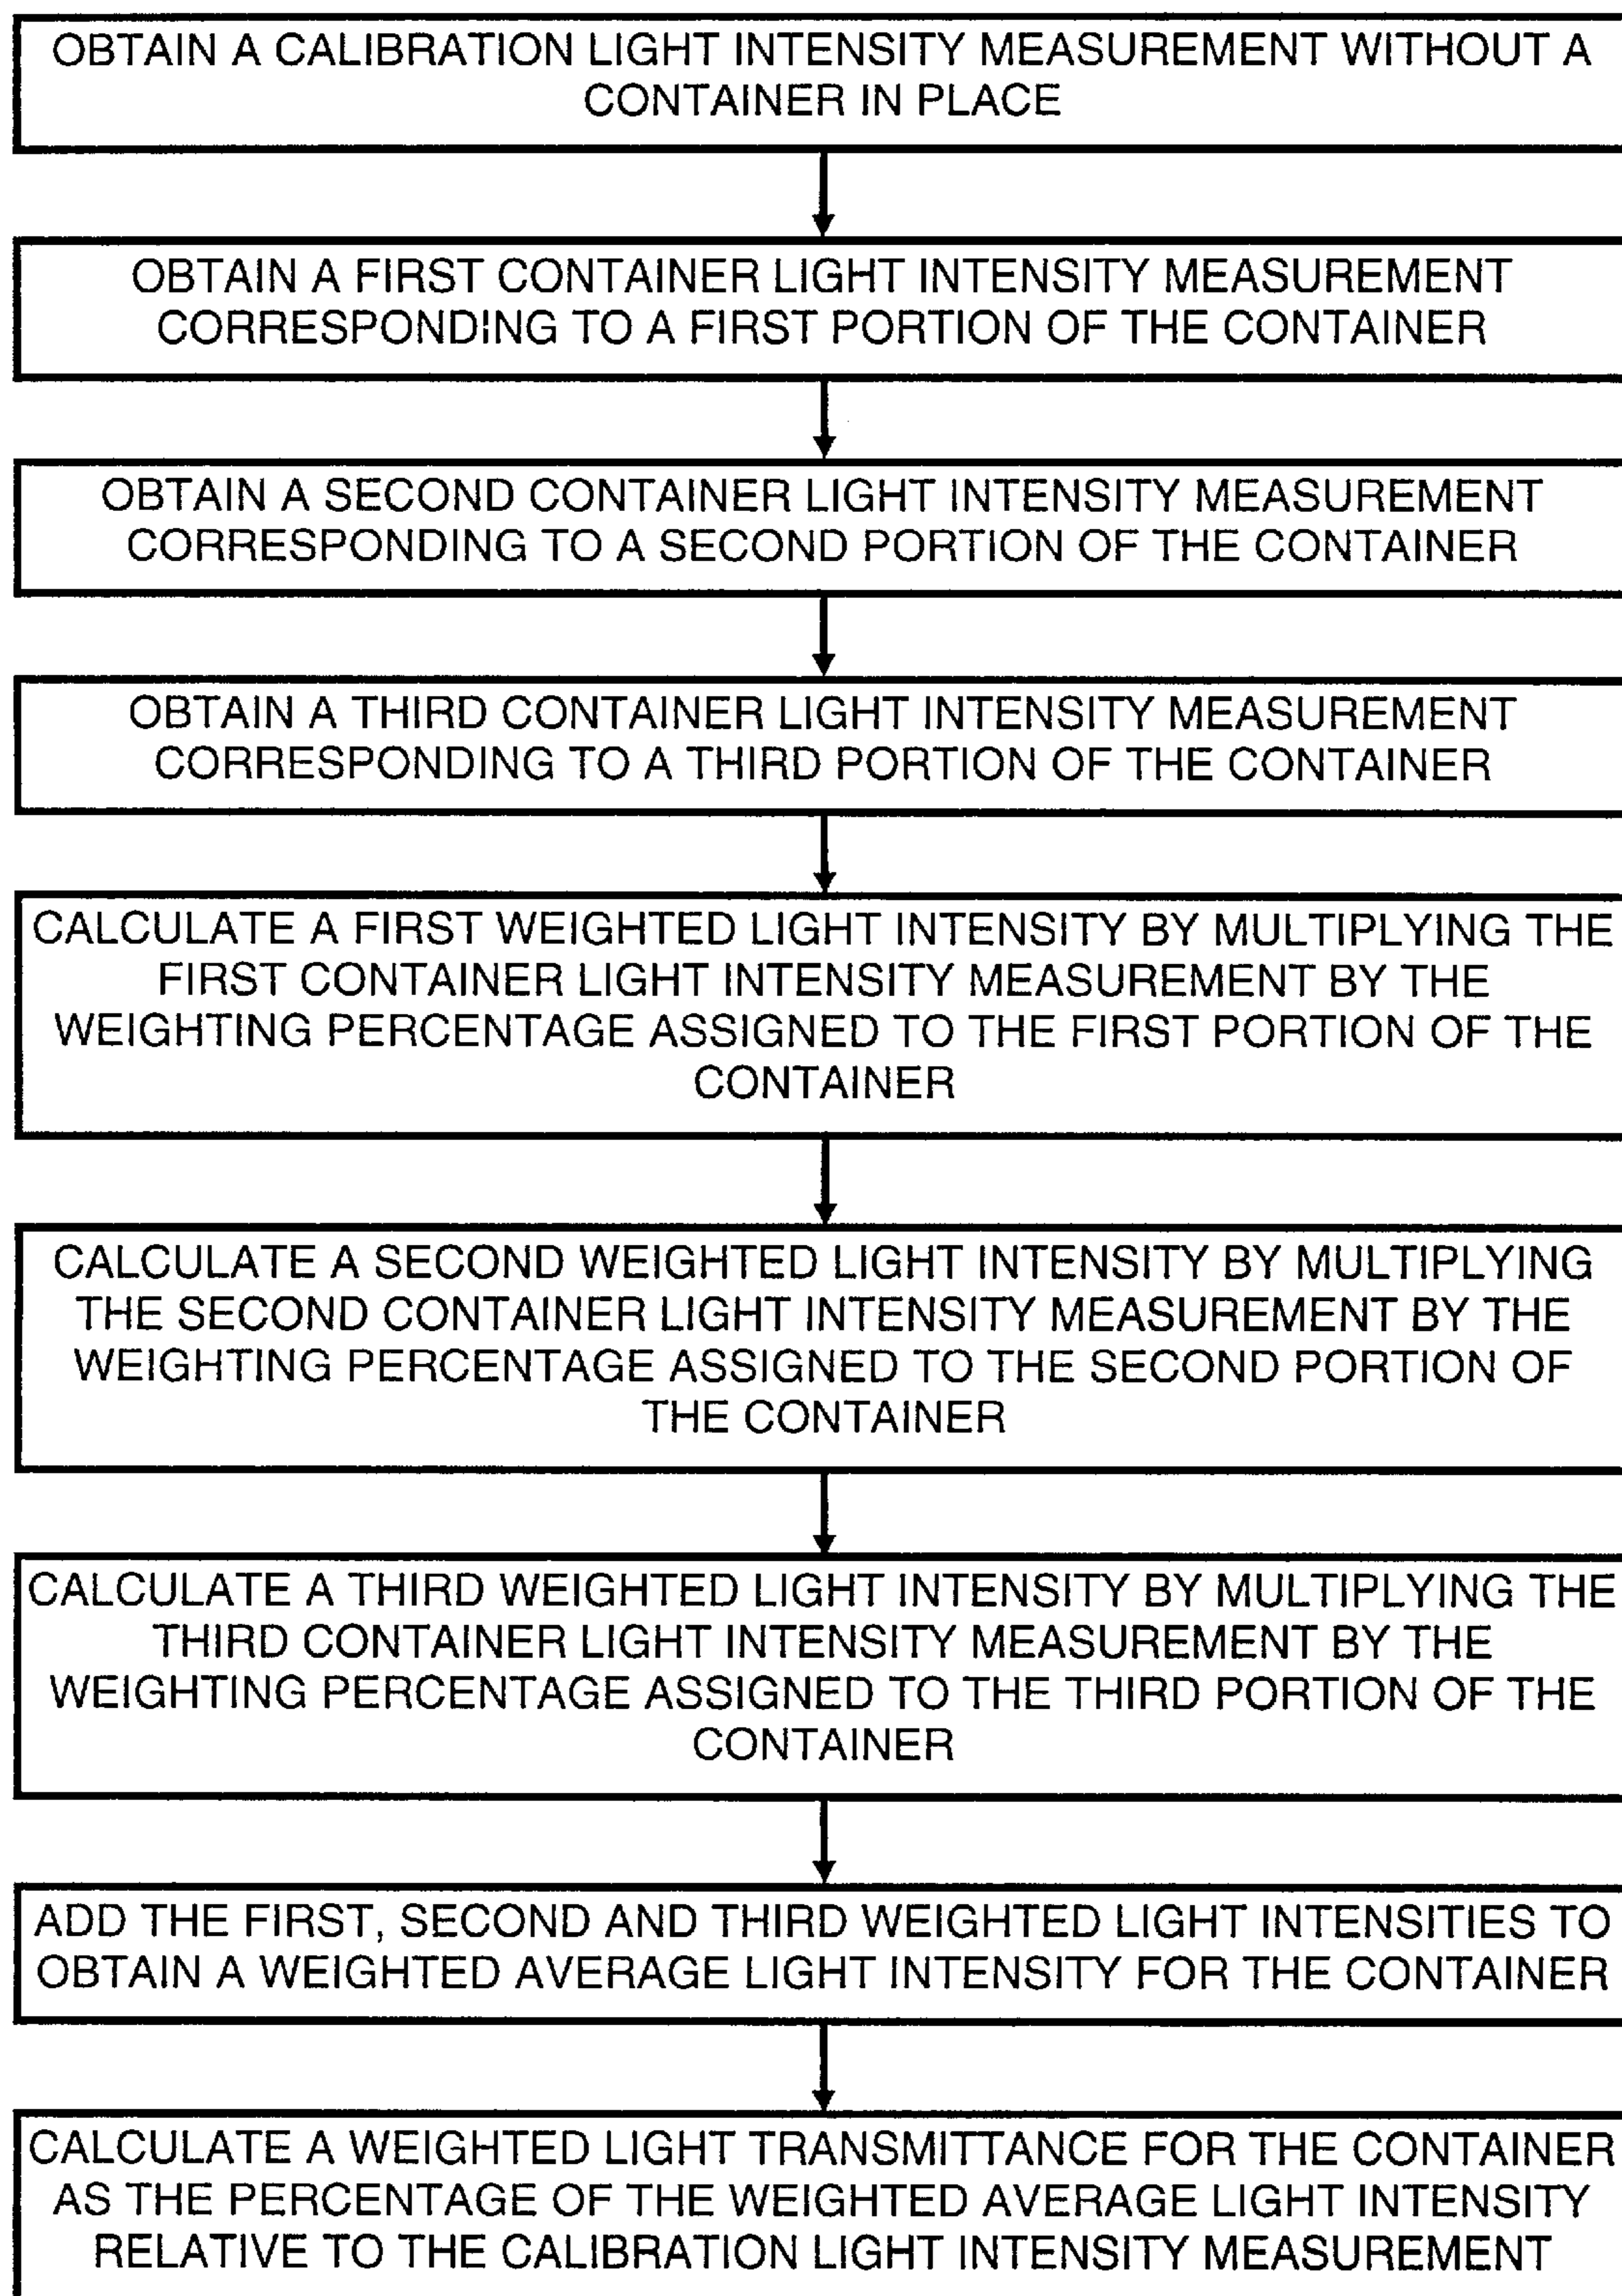 OBTAIN A CALIBRATION LIGHT INTENSITY MEASUREMENT WITHOUT A
CONTAINER IN PLACE
OBTAIN A FIRST CONTAINER LIGHT INTENSITY MEASUREMENT
CORRESPONDING TO A FIRST PORTION OF THE CONTAINER
OBTAIN A SECOND CONTAINER LIGHT INTENSITY MEASUREMENT
CORRESPONDING TO A SECOND PORTION OF THE CONTAINER
OBTAIN A THIRD CONTAINER LIGHT INTENSITY MEASUREMENT
CORRESPONDING TO A THIRD PORTION OF THE CONTAINER
CALCULATE A FIRST WEIGHTED LIGHT INTENSITY BY MULTIPLYING THE
FIRST CONTAINER LIGHT INTENSITY MEASUREMENT BY THE
WEIGHTING PERCENTAGE ASSIGNED TO THE FIRST PORTION OF THE
CONTAINER
CALCULATE A SECOND WEIGHTED LIGHT INTENSITY BY MULTIPLYING
THE SECOND CONTAINER LIGHT INTENSITY MEASUREMENT BY THE
WEIGHTING PERCENTAGE ASSIGNED TO THE SECOND PORTION OF
THE CONTAINER
CALCULATE A THIRD WEIGHTED LIGHT INTENSITY BY MULTIPLYING THE
THIRD CONTAINER LIGHT INTENSITY MEASUREMENT BY THE
WEIGHTING PERCENTAGE ASSIGNED TO THE THIRD PORTION OF THE
CONTAINER
ADD THE FIRST, SECOND AND THIRD WEIGHTED LIGHT INTENSITIES TO
OBTAIN A WEIGHTED AVERAGE LIGHT INTENSITY FOR THE CONTAINER
CALCULATE A WEIGHTED LIGHT TRANSMITTANCE FOR THE CONTAINER
AS THE PERCENTAGE OF THE WEIGHTED AVERAGE LIGHT INTENSITY
RELATIVE TO THE CALIBRATION LIGHT INTENSITY MEASUREMENT